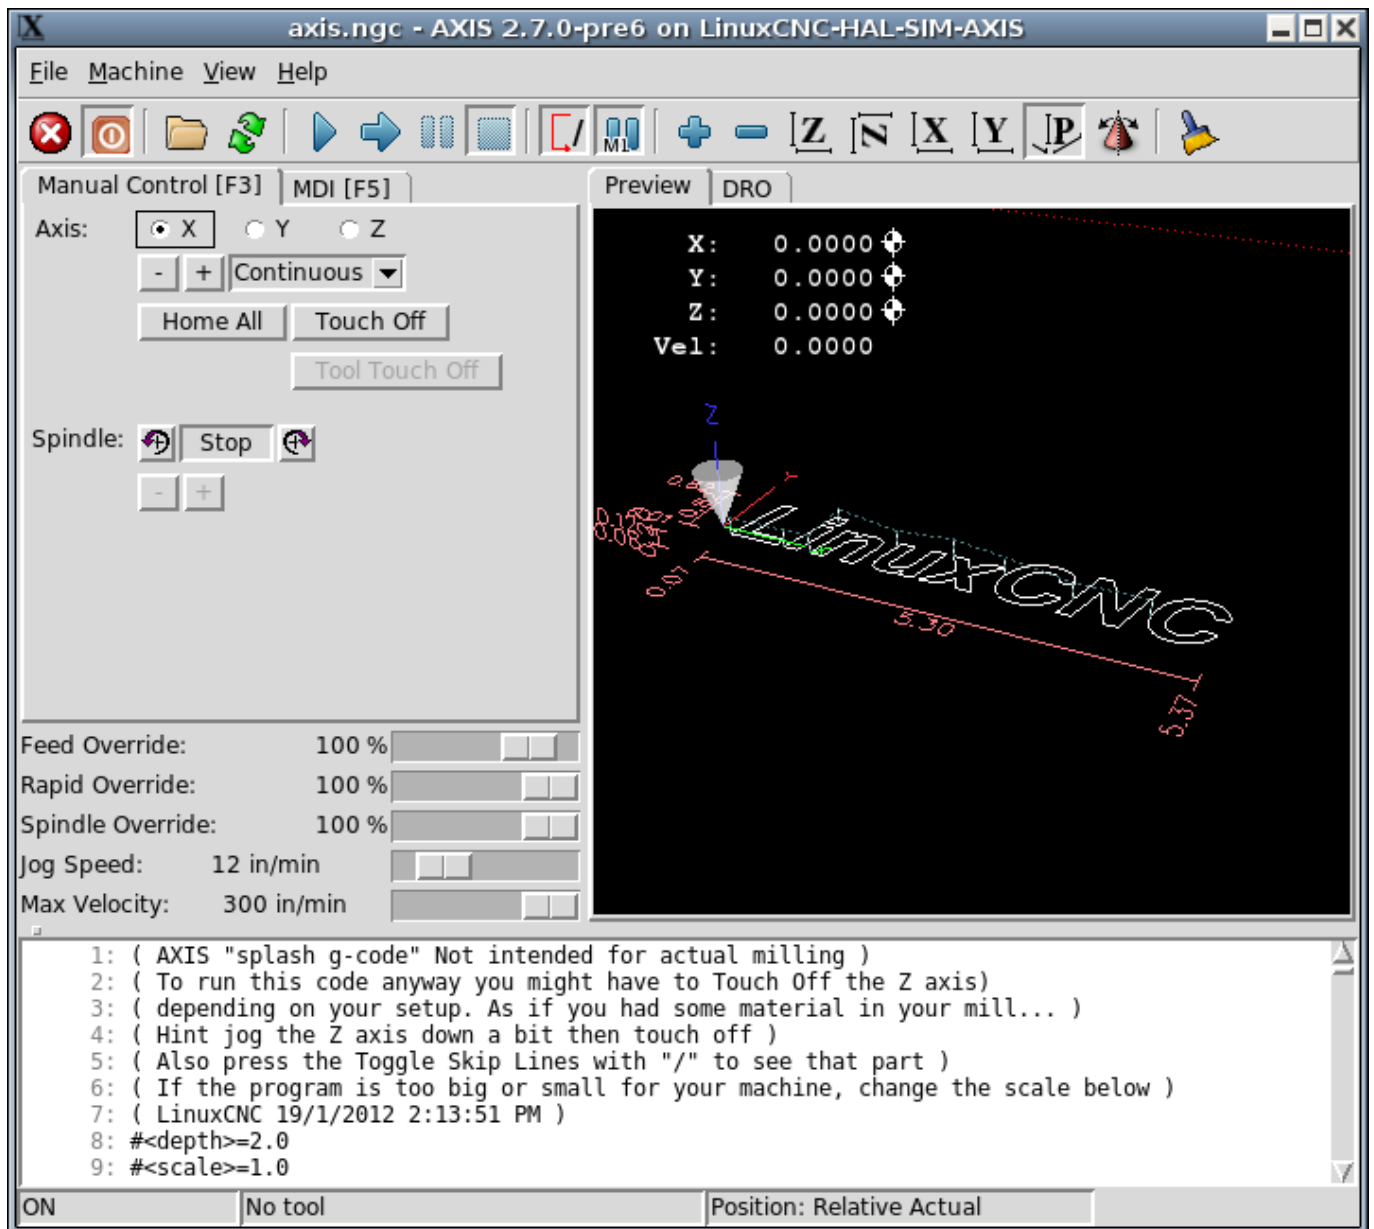 axis.ngc - AXIS 2.7.0-pre6 on LinuxCNC-HAL-SIM-AXIS
File Machine View Help
M1 Z N X Y P
Manual Control [F3] MDI [F5]
Axis: X Y Z
- + Continuous
Home All Touch Off
Tool Touch Off
Spindle: Stop
- +
Feed Override: 100 %
Rapid Override: 100 %
Spindle Override: 100 %
Jog Speed: 12 in/min
Max Velocity: 300 in/min
Preview DRO
X: 0.0000
Y: 0.0000
Z: 0.0000
Vel: 0.0000
Z
Y
LinuxCNC
0.07
5.30
5.37
1: ( AXIS "splash g-code" Not intended for actual milling )
2: ( To run this code anyway you might have to Touch Off the Z axis)
3: ( depending on your setup. As if you had some material in your mill... )
4: ( Hint jog the Z axis down a bit then touch off )
5: ( Also press the Toggle Skip Lines with "/" to see that part )
6: ( If the program is too big or small for your machine, change the scale below )
7: ( LinuxCNC 19/1/2012 2:13:51 PM )
8: #<depth>=2.0
9: #<scale>=1.0
ON No tool Position: Relative Actual